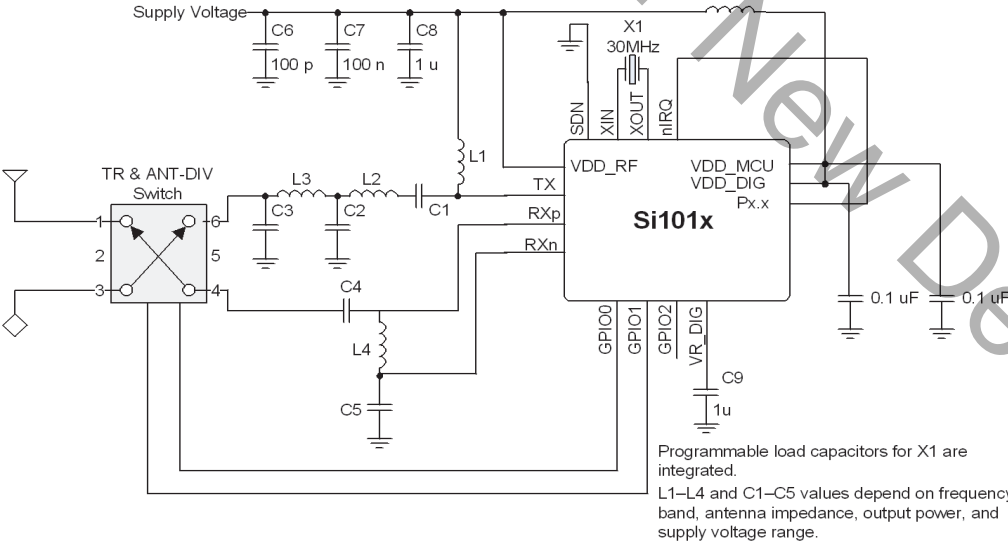 Supply Voltage
C6
C7
C8
100 p
100 n
1 u
X1
30MHz
SDN
XIN
XOUT
nIRQ
L1
VDD_RF
VDD_MCU
VDD_DIG
Px.x
TX
RXp
RXn
Si101x
TR & ANT-DIV
Switch
L3
L2
C3
C2
C1
1
2
3
6
5
4
C4
L4
C5
0.1 uF
0.1 uF
GPIO0
GPIO1
GPIO2
VR_DIG
C9
1u
Programmable load capacitors for X1 are
integrated.
L1–L4 and C1–C5 values depend on frequency
band, antenna impedance, output power, and
supply voltage range.
New De